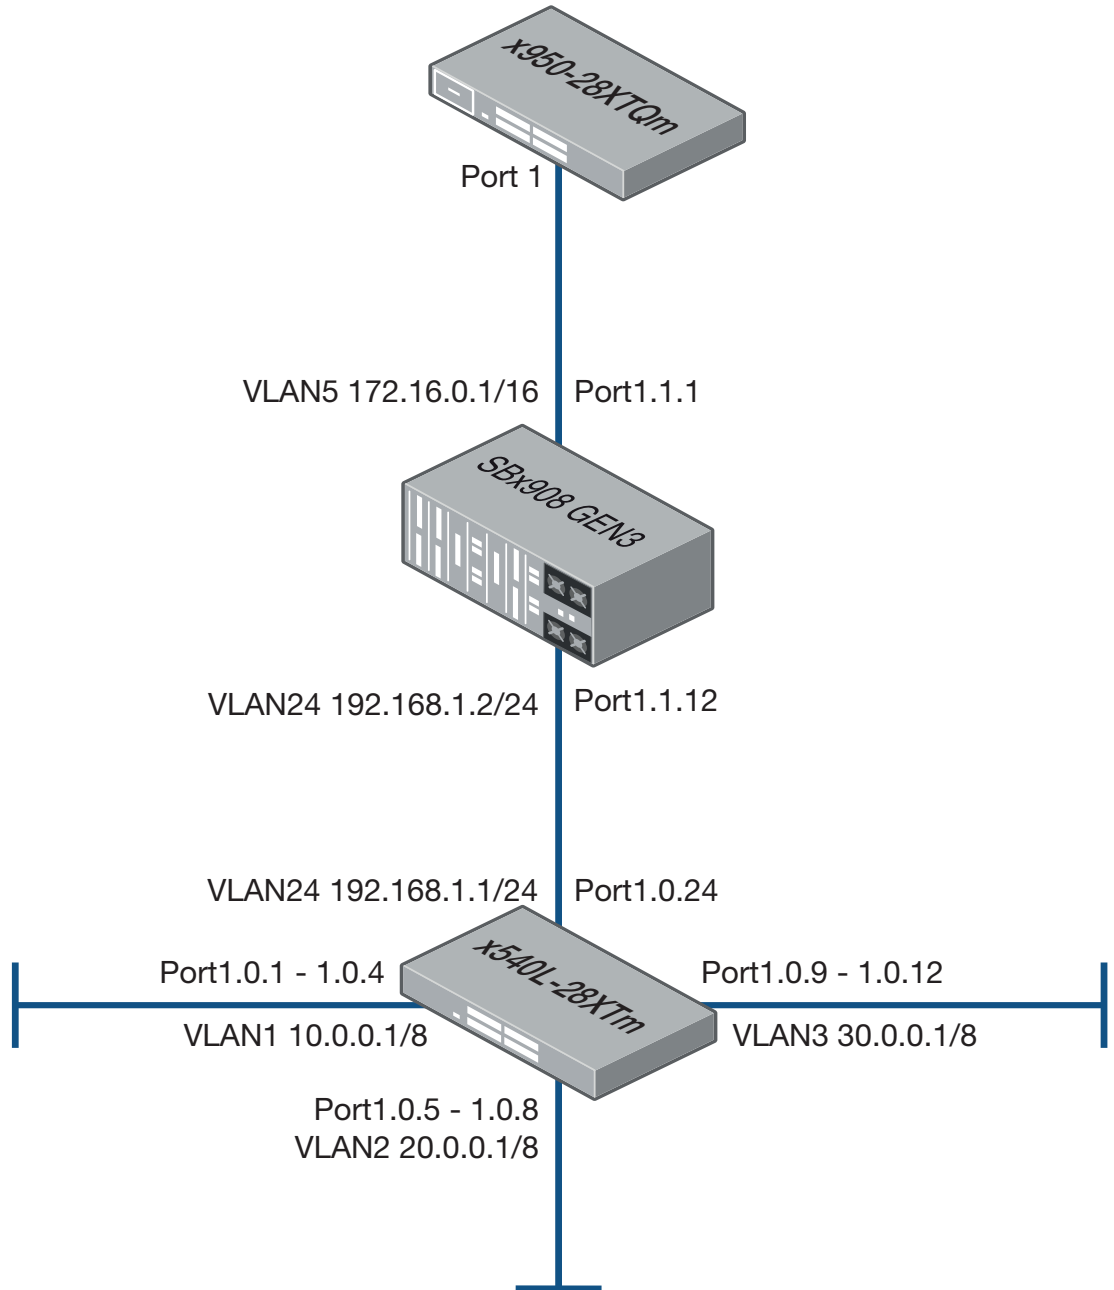 x950-28XTQm
Port 1
VLAN5 172.16.0.1/16
Port1.1.1
SBx908 GEN3
VLAN24 192.168.1.2/24
Port1.1.12
VLAN24 192.168.1.1/24
Port1.0.24
x540L-28XTm
Port1.0.1 - 1.0.4
Port1.0.9 - 1.0.12
VLAN1 10.0.0.1/8
VLAN3 30.0.0.1/8
Port1.0.5 - 1.0.8
VLAN2 20.0.0.1/8